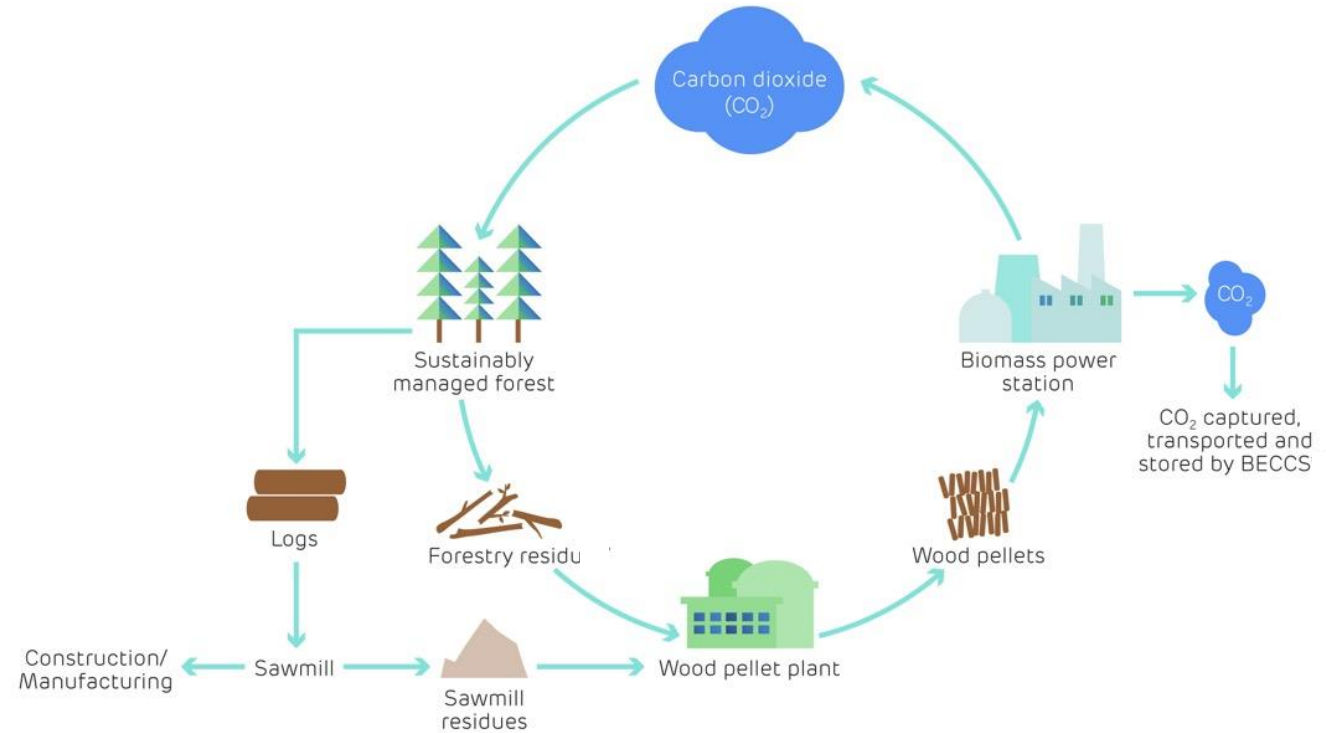 Carbon dioxide
(CO₂)
CO₂
Sustainably
managed forest
Biomass power
station
CO₂ captured,
transported and
stored by BECCS
Logs
Forestry residu
Wood pellets
Construction/
Manufacturing
Sawmill
Sawmill
residues
Wood pellet plant